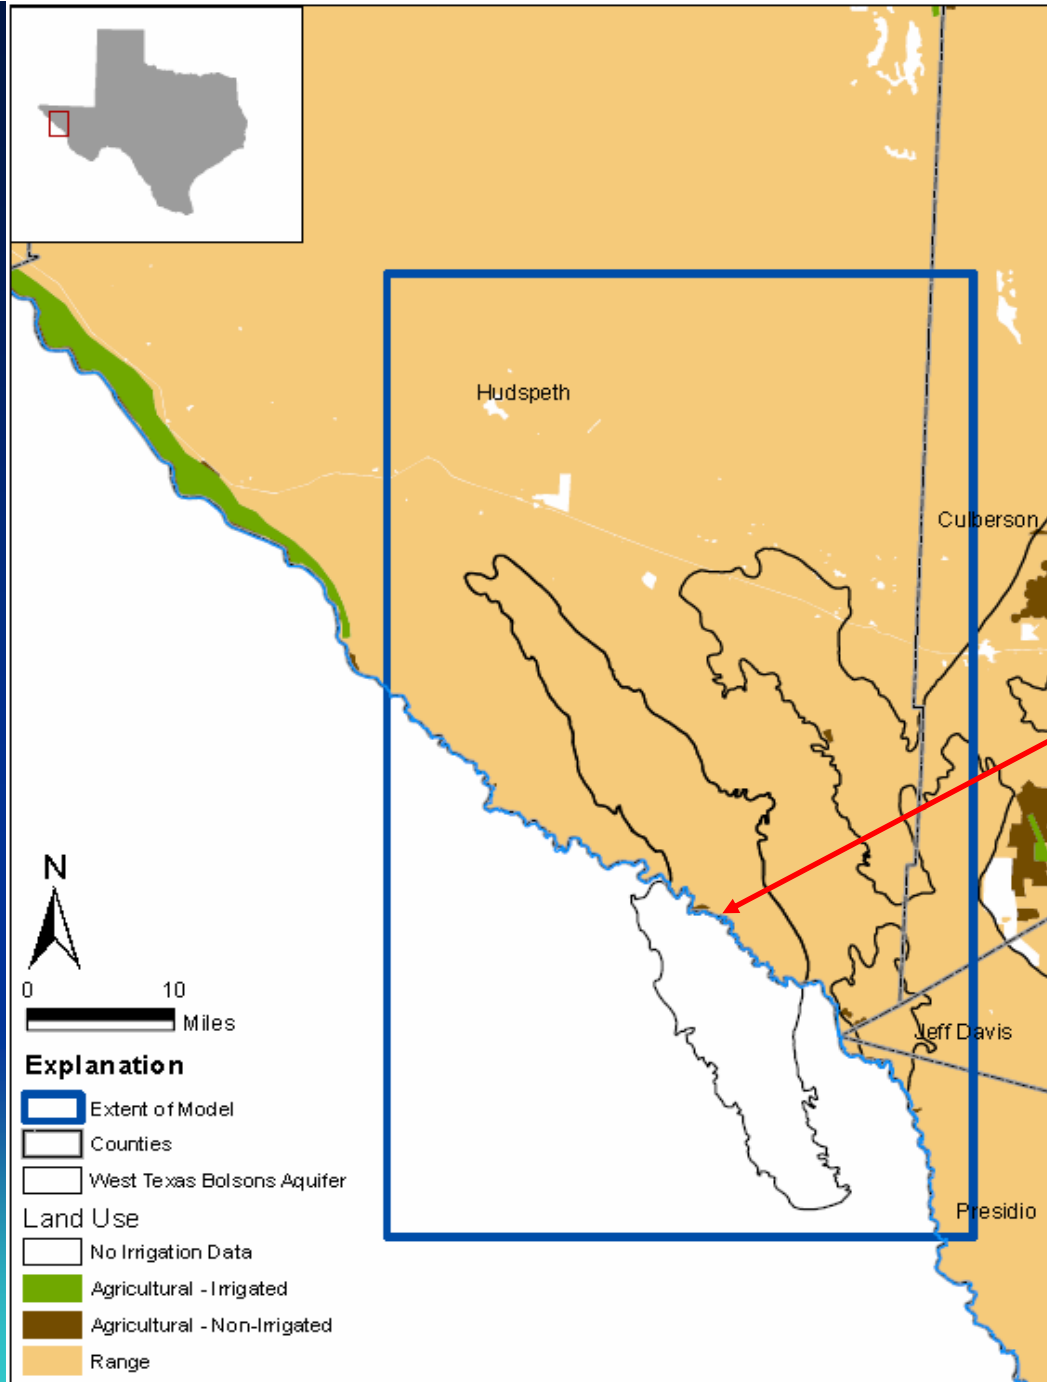 Hudspeth
Culberson
N
0 10
Miles
Jeff Davis
Explanation
Extent of Model
Counties
West Texas Bolsons Aquifer
Presidio
Land Use
No Irrigation Data
Agricultural - Irrigated
Agricultural - Non-Irrigated
Range